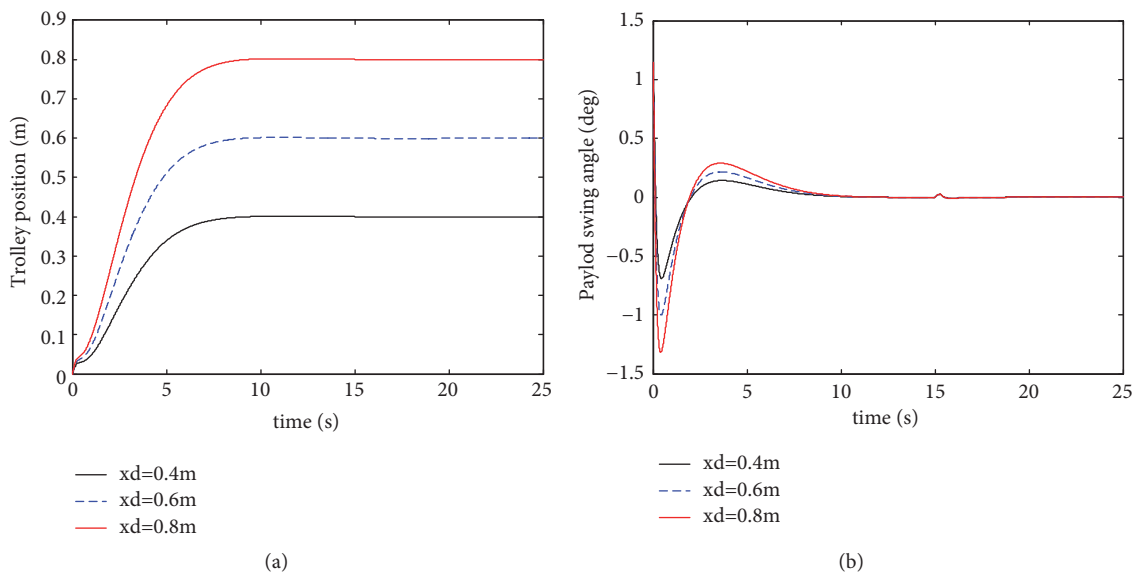 0.9
0.8
0.7
0.6
0.5
0.4
0.3
0.2
0.1
0
Trolley position (m)
0 5 10 15 20 25
time (s)
xd=0.4m
xd=0.6m
xd=0.8m
(a)
1.5
1
0.5
0
−0.5
−1
−1.5
Paylod swing angle (deg)
0 5 10 15 20 25
time (s)
xd=0.4m
xd=0.6m
xd=0.8m
(b)